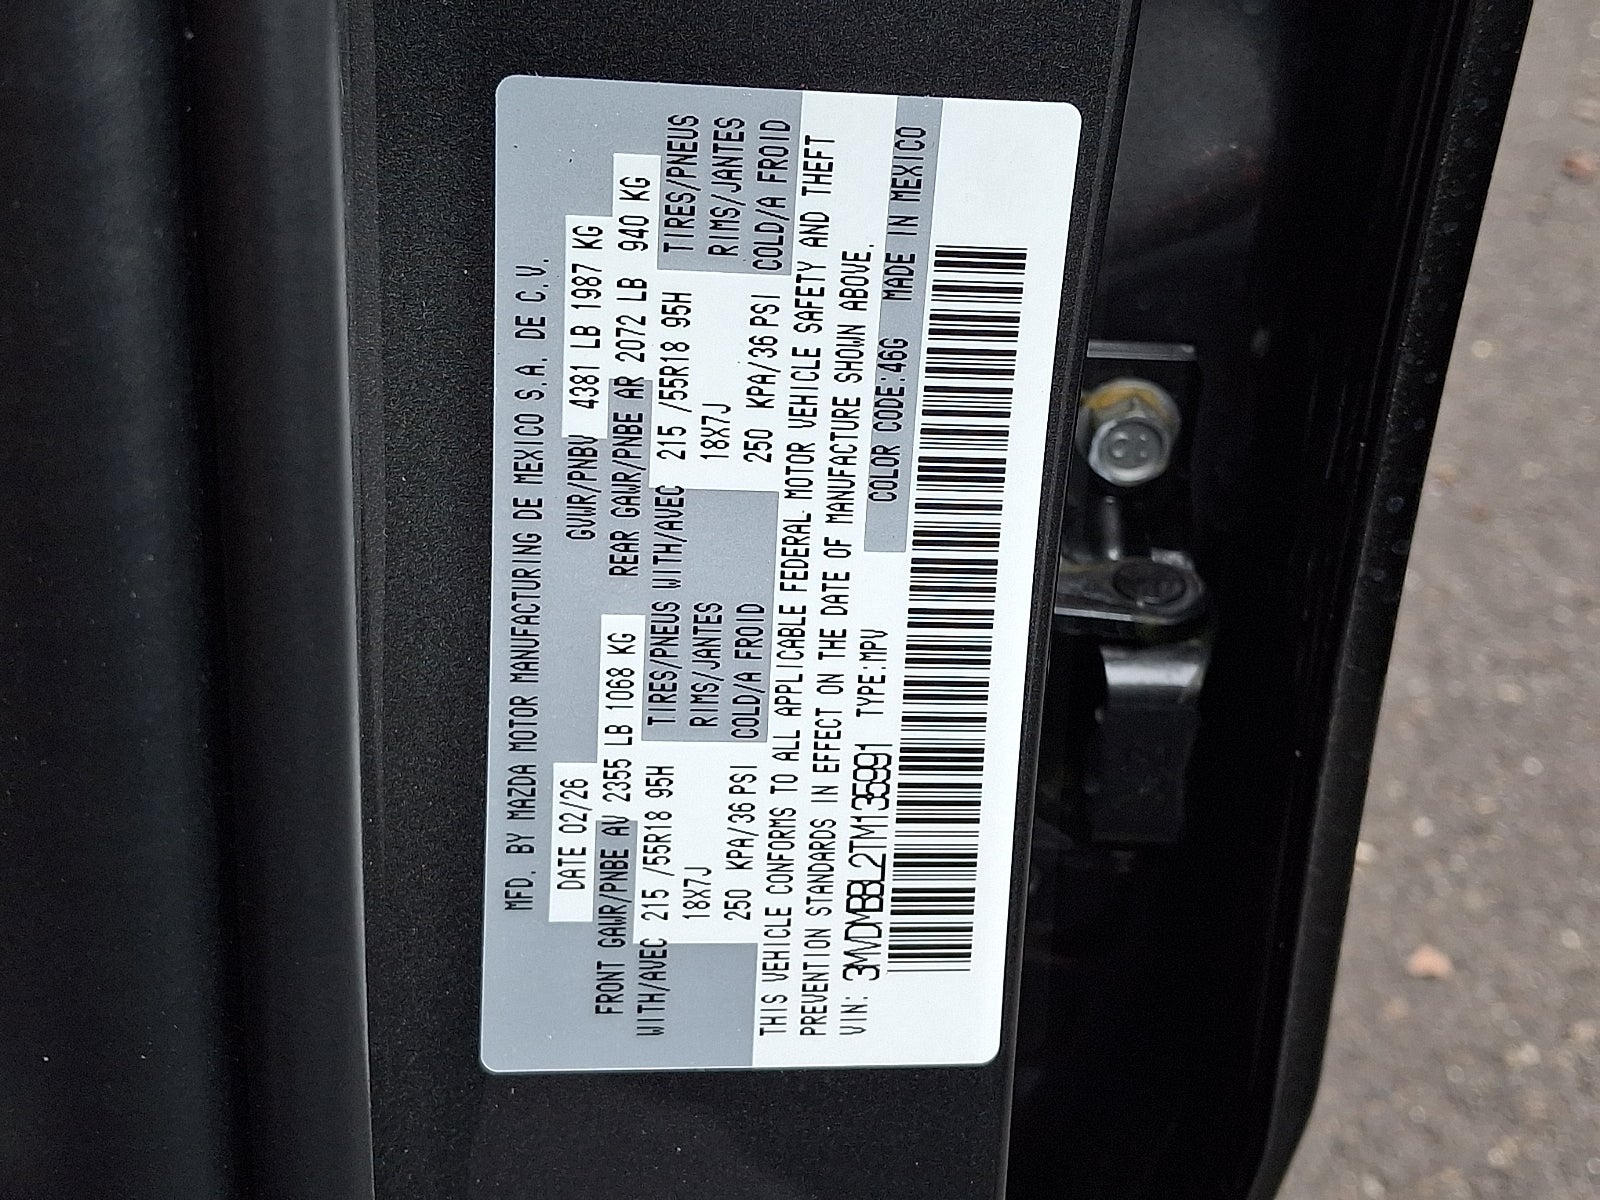 MFD. BY MAZDA MOTOR MANUFACTURING DE MEXICO S.A. DE C.V.
DATE 02/26 GVWR/PNBV 4381 LB 1987 KG
FRONT GAWR/PNBE AV 2355 LB 1068 KG REAR GAWR/PNBE AR 2072 LB 940 KG
WITH/AVEC 215 /55R18 95H TIRES/PNEUS WITH/AVEC 215 /55R18 95H TIRES/PNEUS
18X7J RIMS/JANTES 18X7J RIMS/JANTES
250 KPA/36 PSI COLD/A FROID 250 KPA/36 PSI COLD/A FROID
THIS VEHICLE CONFORMS TO ALL APPLICABLE FEDERAL MOTOR VEHICLE SAFETY AND THEFT
PREVENTION STANDARDS IN EFFECT ON THE DATE OF MANUFACTURE SHOWN ABOVE.
VIN: 3MVDMBBL2TM135991 TYPE:MPV COLOR CODE:46G MADE IN MEXICO